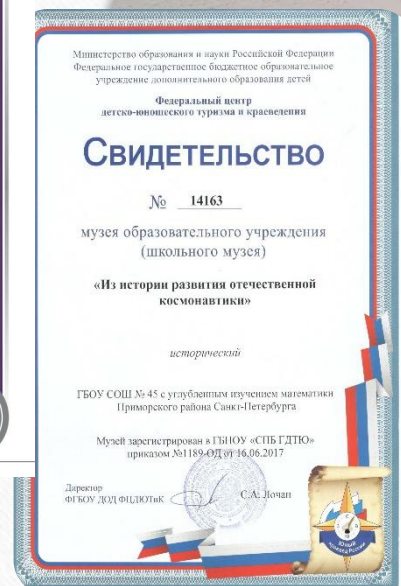 Министерство образования и науки Российской Федерации
Федеральное государственное бюджетное образовательное
учреждение дополнительного образования детей
Федеральный центр
детско-юношеского туризма и краеведения
СВИДЕТЕЛЬСТВО
№ 14163
музея образовательного учреждения
(школьного музея)
«Из истории развития отечественной
космонавтики»
исторический
ГБОУ СОШ № 45 с углубленным изучением математики
Приморского района Санкт-Петербурга
Музей зарегистрирован в ГБНОУ «СПБ ГДТЮ»
приказом №1189-ОД от 16.06.2017
Директор
ФГБОУ ДОД ФЦДЮТиК
С.А. Лочан
Юный